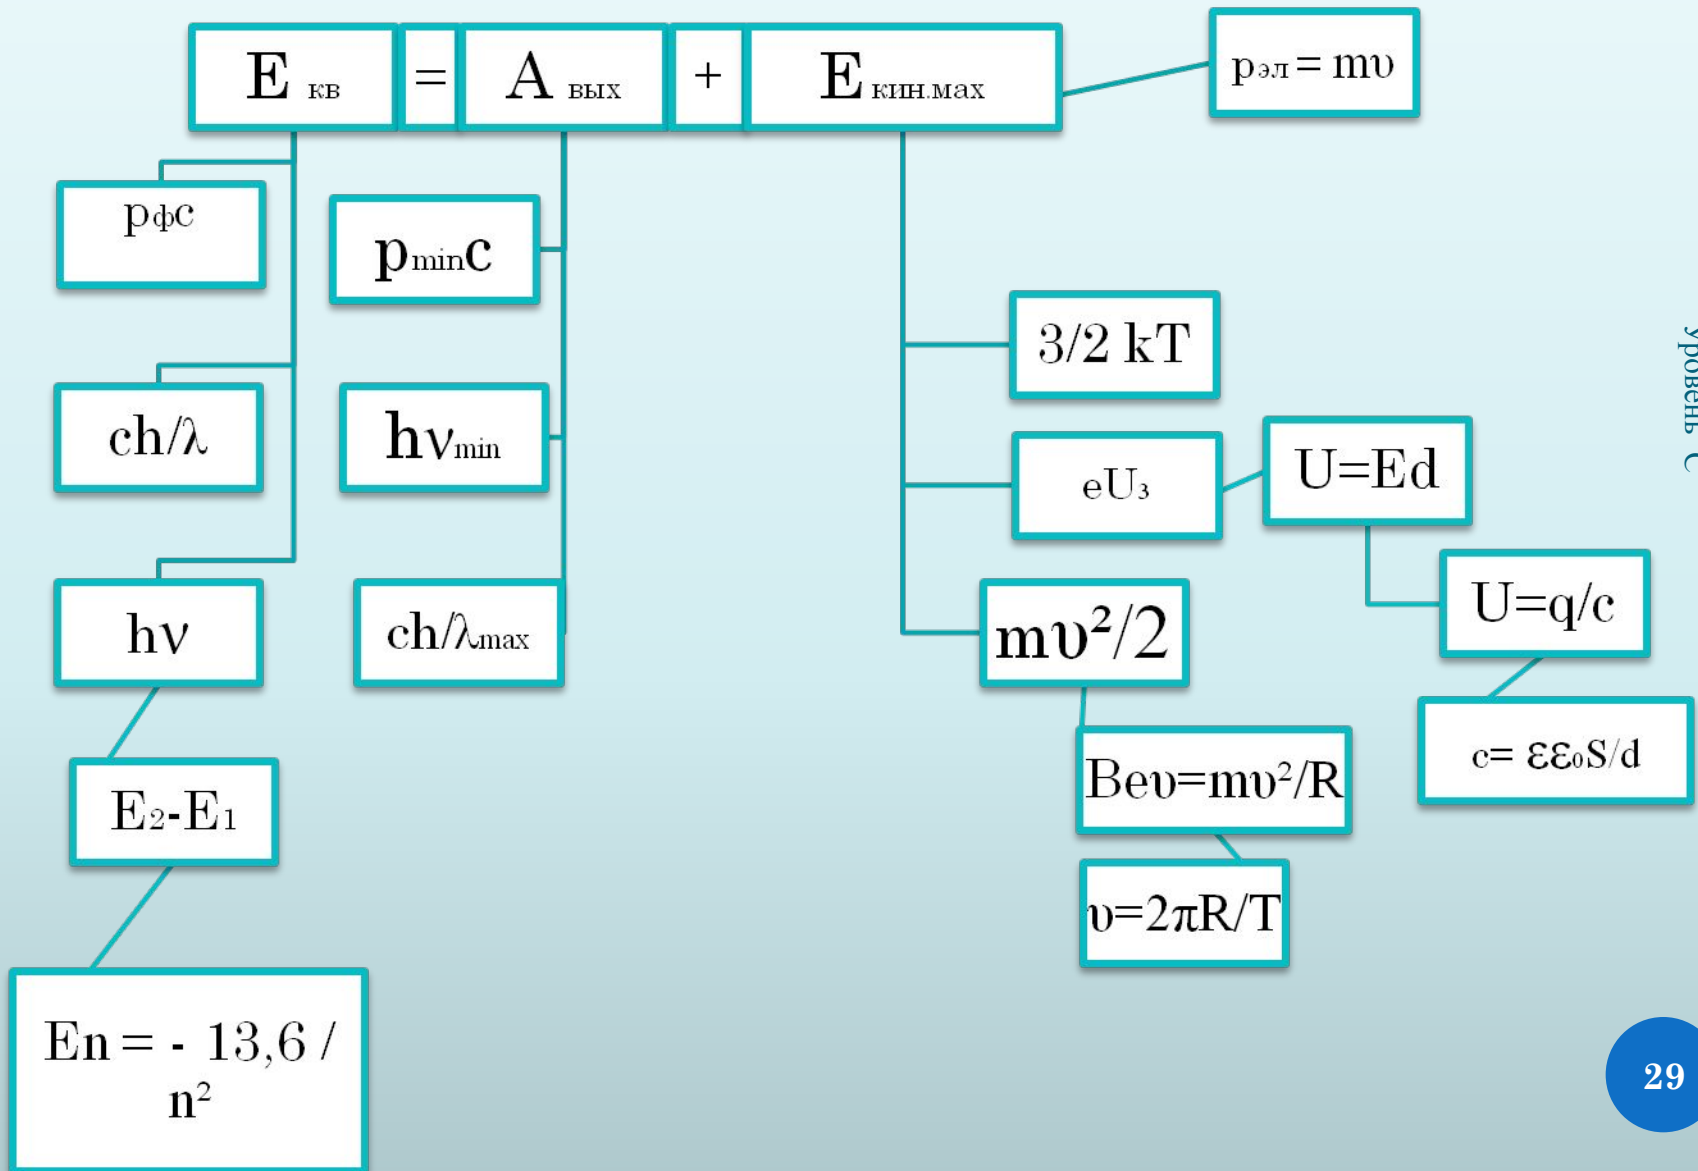 E кв = A вых + E кин.мах
pэл = mυ
pфc
pminc
3/2 kT
ch/λ
hνmin
eUз
U=Ed
hν
ch/λmax
mυ²/2
U=q/c
E2-E1
Beυ=mυ²/R
c= εε0S/d
υ=2πR/T
En = - 13,6 /
n²
уровень С
29